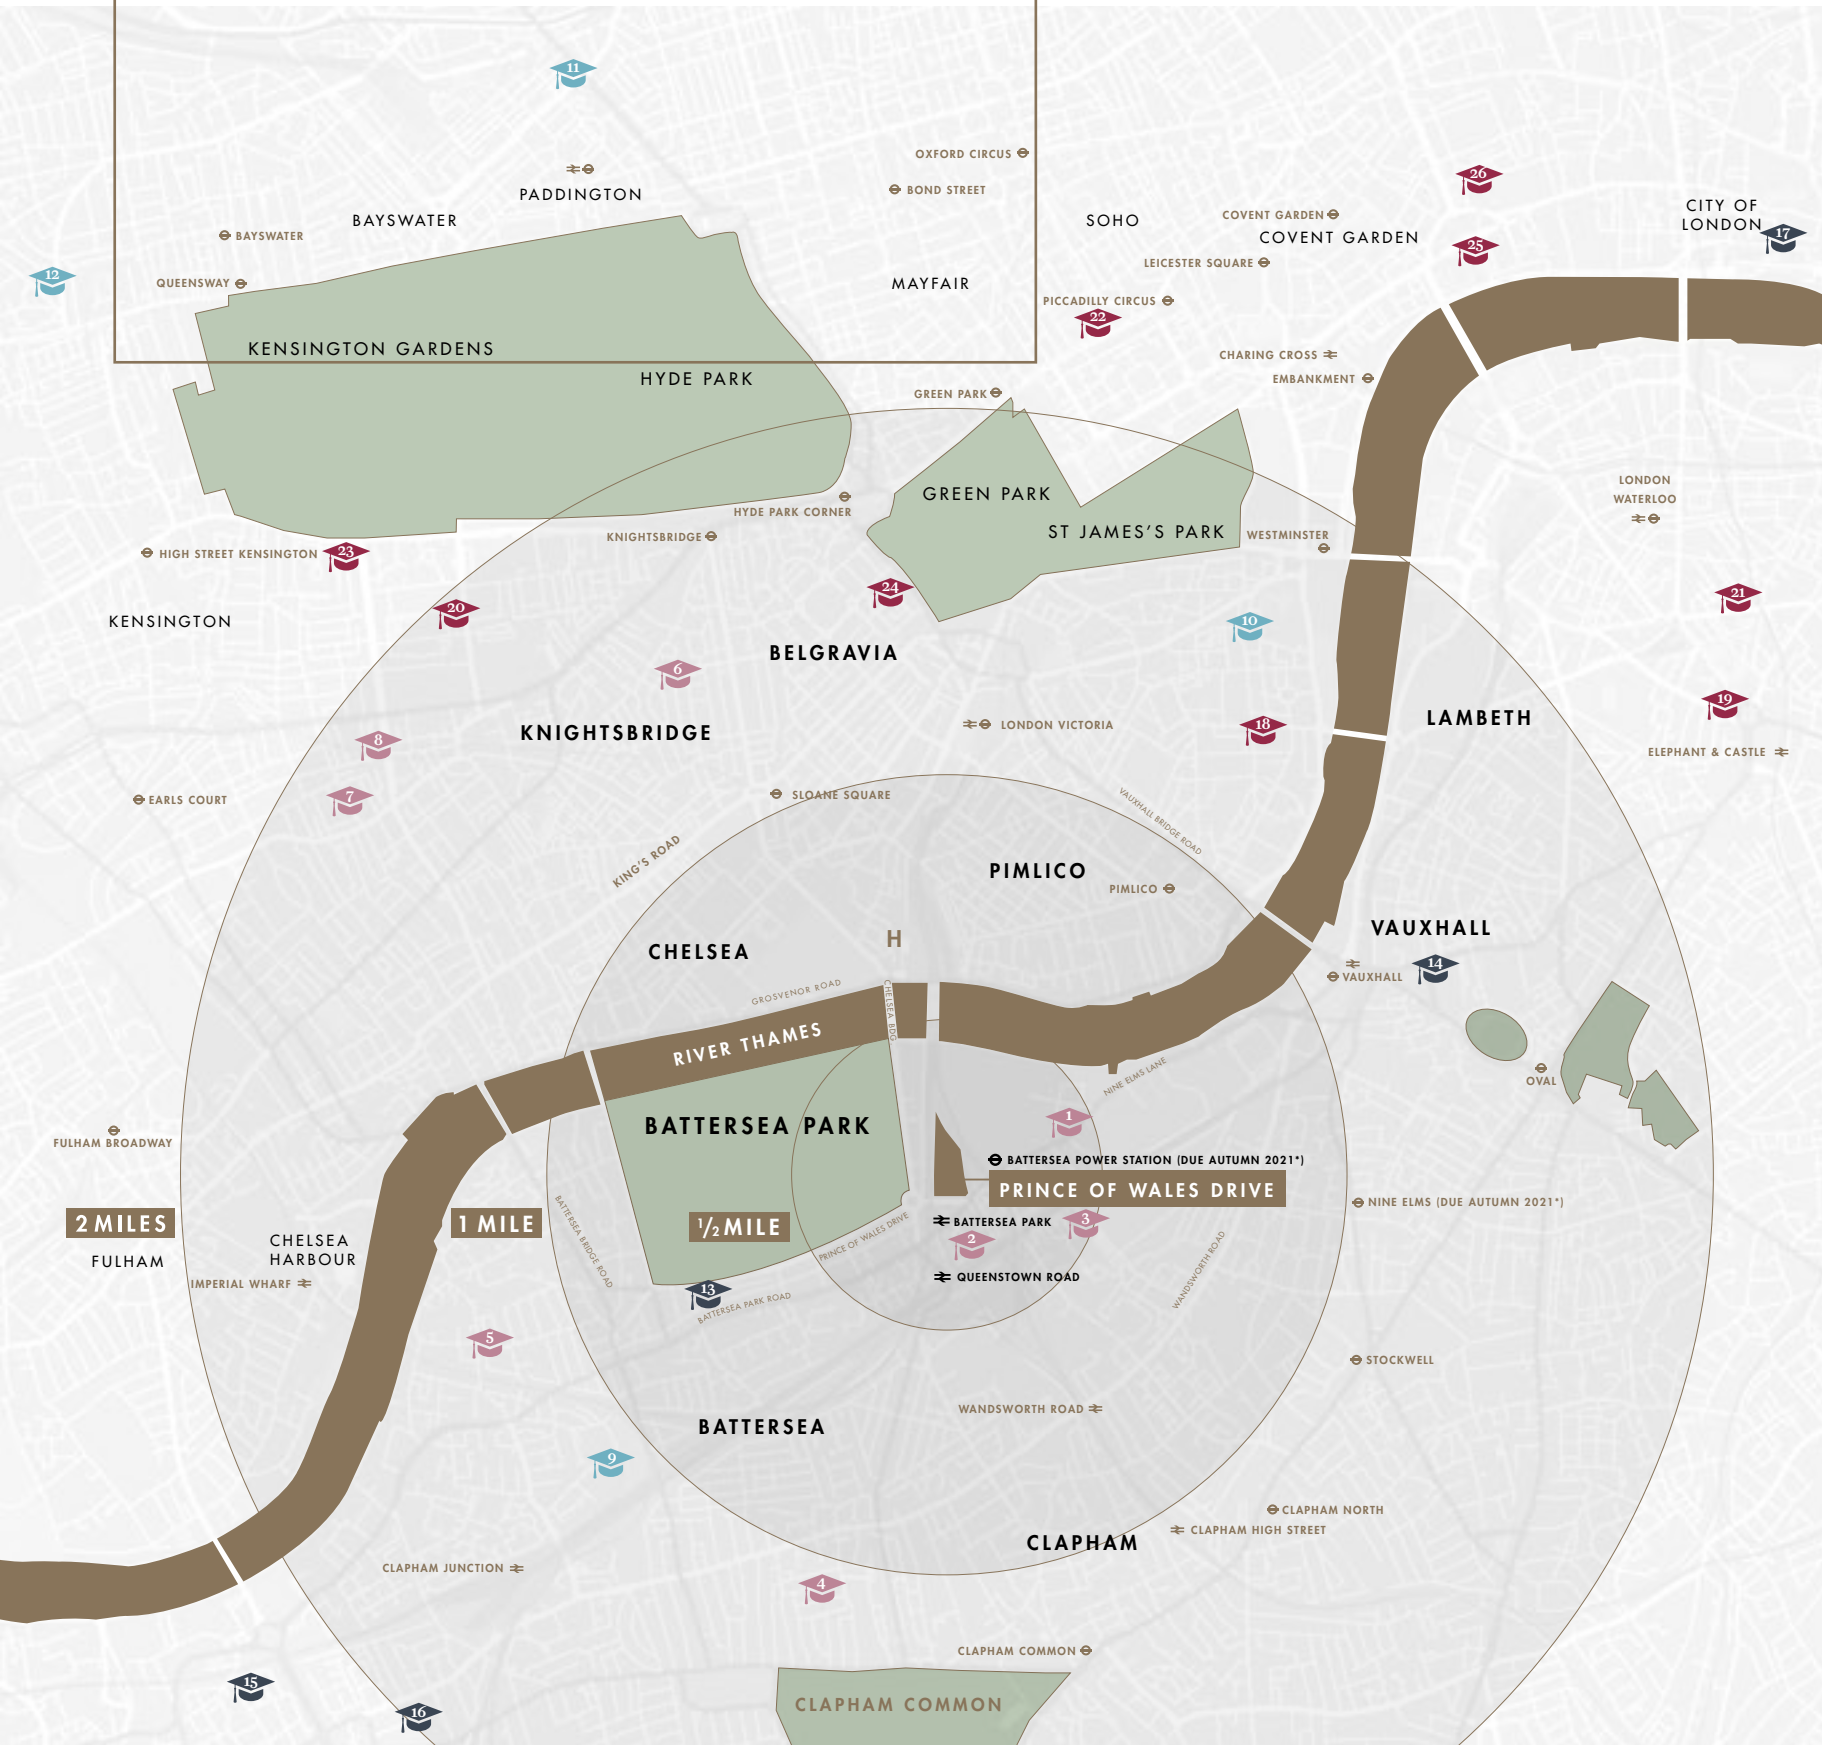 11
OXFORD CIRCUS
BOND STREET
PADDINGTON
BAYSWATER
BAYSWATER
QUEENSWAY
12
SOHO
MAYFAIR
COVENT GARDEN
COVENT GARDEN
LEICESTER SQUARE
PICCADILLY CIRCUS
22
26
25
CITY OF
LONDON
17
KENSINGTON GARDENS
HYDE PARK
CHARING CROSS
EMBANKMENT
GREEN PARK
GREEN PARK
ST JAMES'S PARK
HYDE PARK CORNER
KNIGHTSBRIDGE
WESTMINSTER
LONDON
WATERLOO
HIGH STREET KENSINGTON
23
20
24
10
21
KENSINGTON
BELGRAVIA
6
KNIGHTSBRIDGE
LONDON VICTORIA
18
19
LAMBETH
ELEPHANT & CASTLE
8
7
EARLS COURT
SLOANE SQUARE
KING'S ROAD
VAUXHALL BRIDGE ROAD
PIMLICO
PIMLICO
CHELSEA
H
VAUXHALL
VAUXHALL
14
GROSVENOR ROAD
CHELSEA BDG
RIVER THAMES
NINE ELMS LANE
OVAL
BATTERSEA PARK
1
BATTERSEA POWER STATION (DUE AUTUMN 2021*)
PRINCE OF WALES DRIVE
NINE ELMS (DUE AUTUMN 2021*)
FULHAM BROADWAY
2 MILES
1 MILE
1/2 MILE
FULHAM
CHELSEA
HARBOUR
IMPERIAL WHARF
BATTERSEA BRIDGE ROAD
PRINCE OF WALES DRIVE
BATTERSEA PARK
3
2
QUEENSTOWN ROAD
WANDSWORTH ROAD
13
BATTERSEA PARK ROAD
5
STOCKWELL
WANDSWORTH ROAD
BATTERSEA
9
CLAPHAM NORTH
CLAPHAM HIGH STREET
CLAPHAM
CLAPHAM JUNCTION
4
CLAPHAM COMMON
CLAPHAM COMMON
15
16